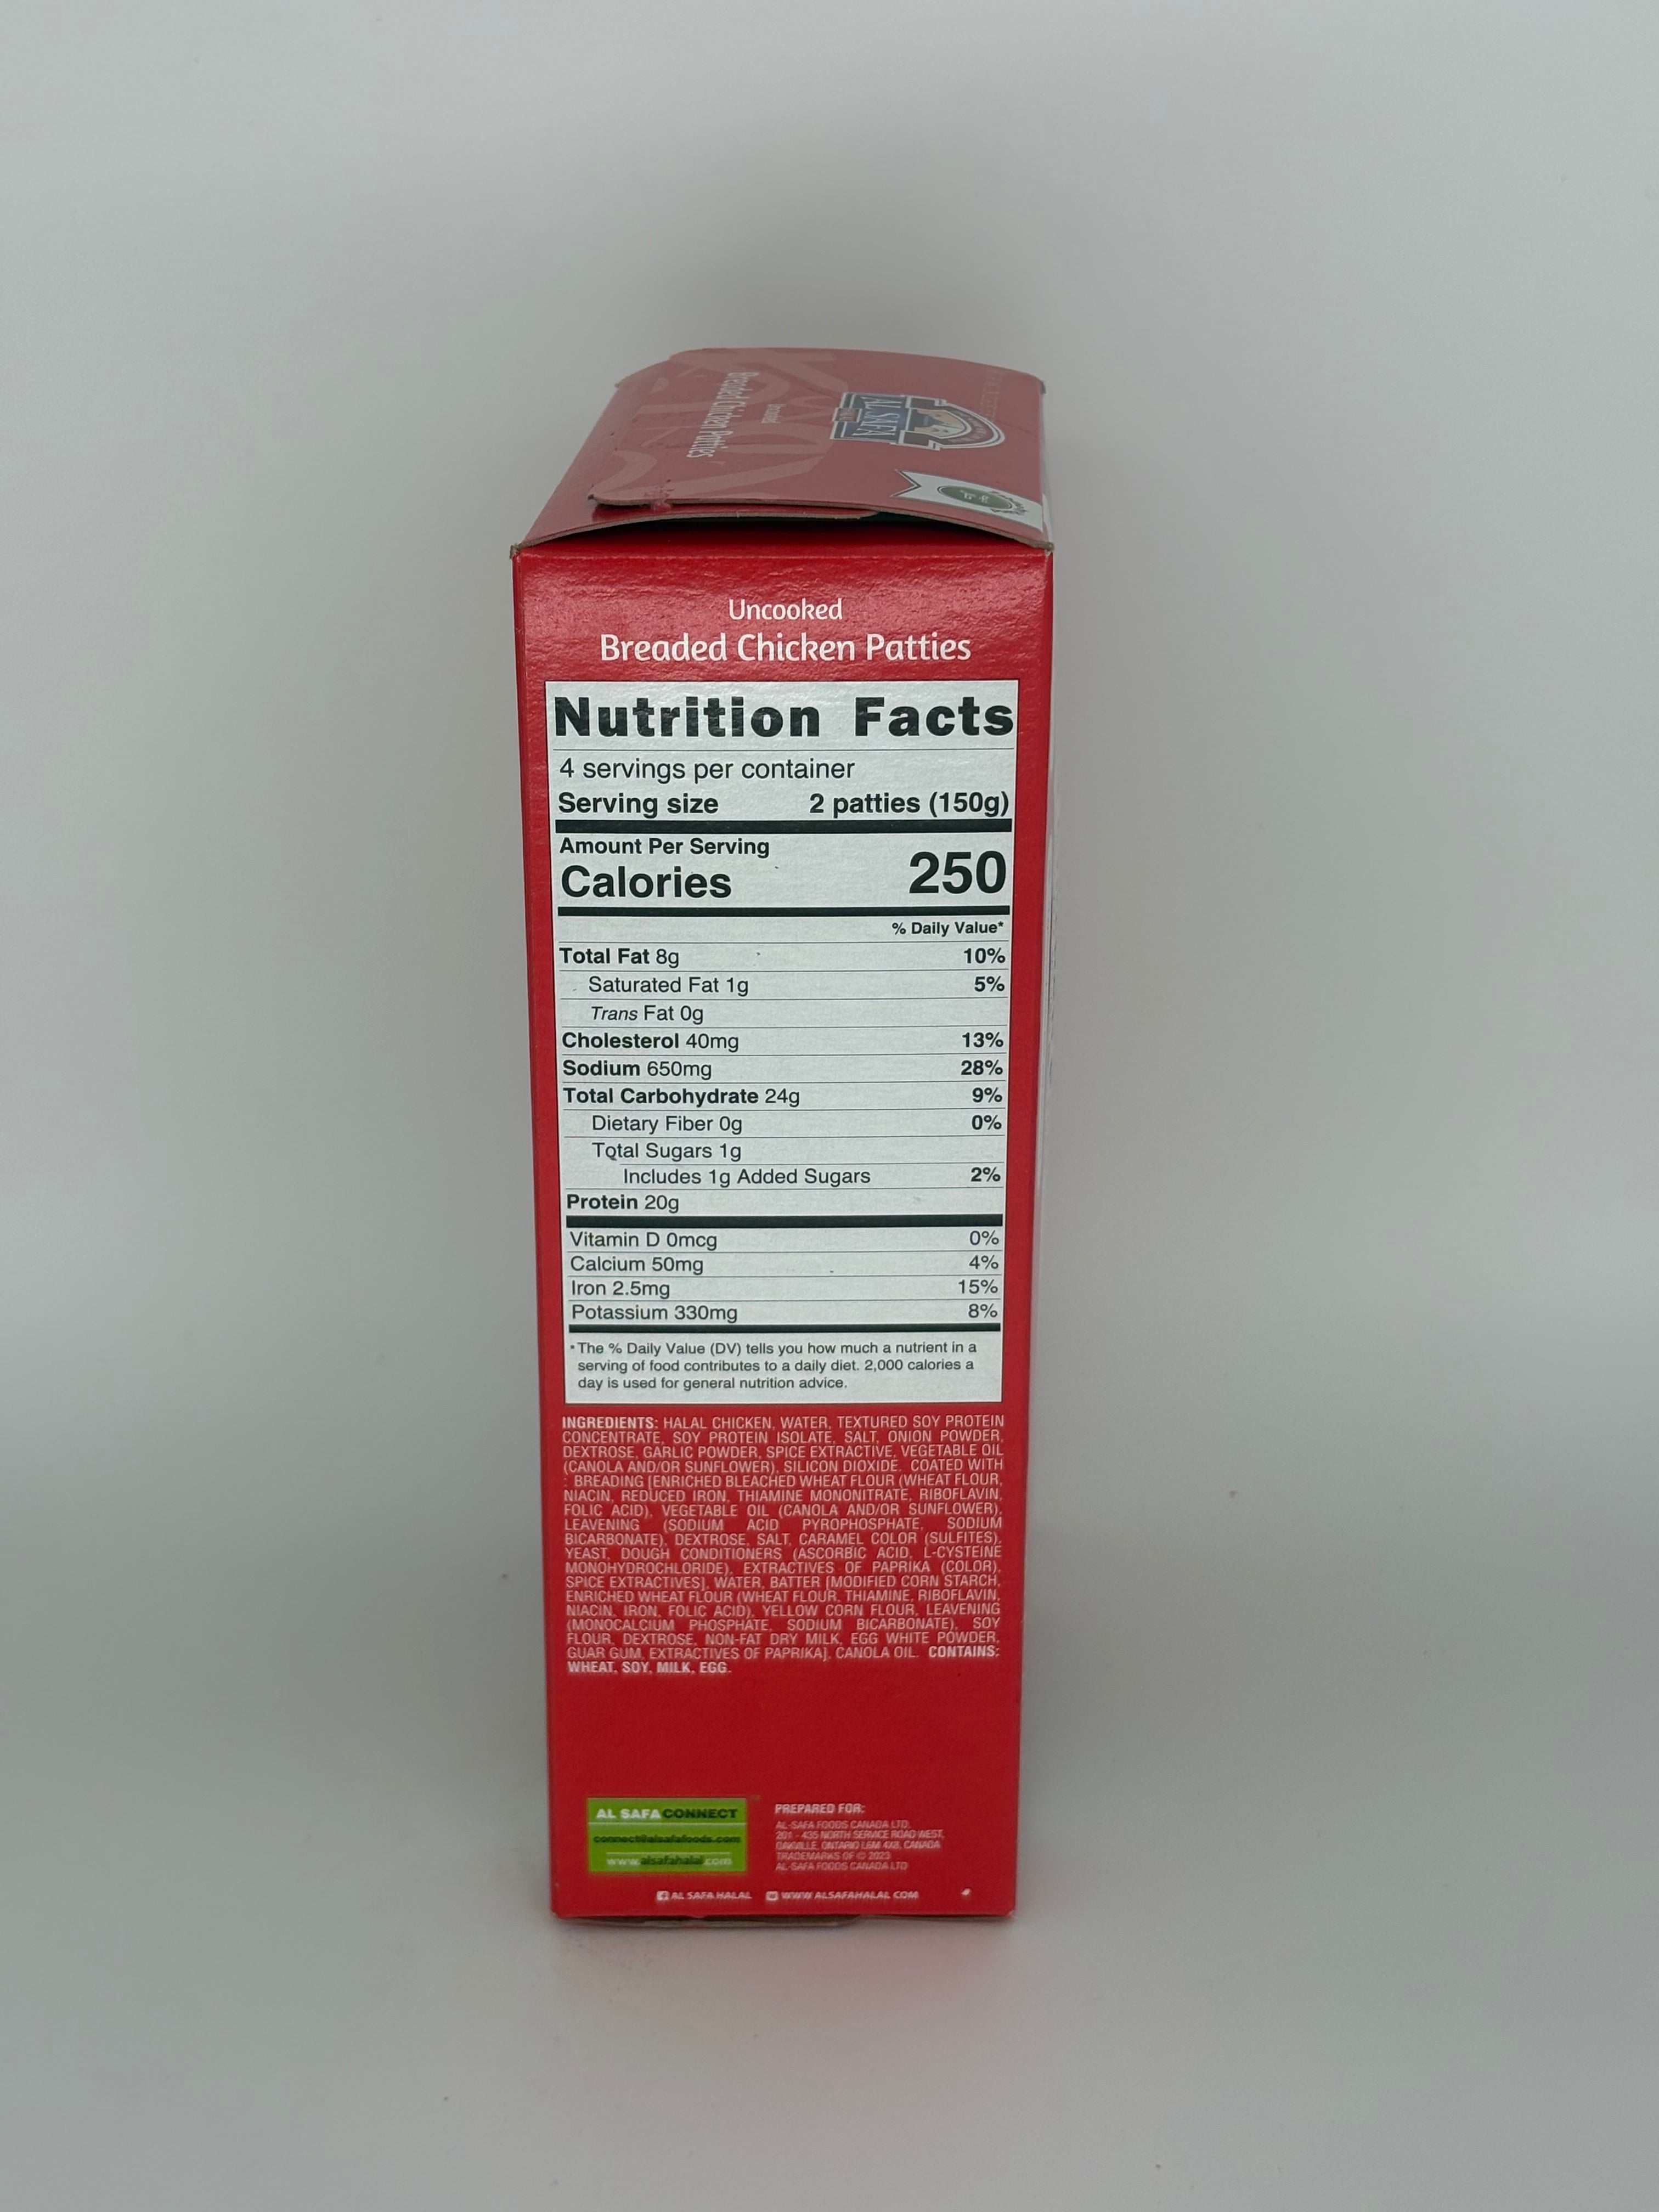 Breaded Chicken Patties
AL SAFA
Uncooked
Breaded Chicken Patties
Nutrition Facts
4 servings per container
Serving size 2 patties (150g)
Amount Per Serving
Calories 250
% Daily Value*
Total Fat 8g 10%
Saturated Fat 1g 5%
Trans Fat 0g
Cholesterol 40mg 13%
Sodium 650mg 28%
Total Carbohydrate 24g 9%
Dietary Fiber 0g 0%
Total Sugars 1g
Includes 1g Added Sugars 2%
Protein 20g
Vitamin D 0mcg 0%
Calcium 50mg 4%
Iron 2.5mg 15%
Potassium 330mg 8%
*The % Daily Value (DV) tells you how much a nutrient in a
serving of food contributes to a daily diet. 2,000 calories a
day is used for general nutrition advice.
INGREDIENTS: HALAL CHICKEN, WATER, TEXTURED SOY PROTEIN
CONCENTRATE, SOY PROTEIN ISOLATE, SALT, ONION POWDER,
DEXTROSE, GARLIC POWDER, SPICE EXTRACTIVE, VEGETABLE OIL
(CANOLA AND/OR SUNFLOWER), SILICON DIOXIDE. COATED WITH
: BREADING [ENRICHED BLEACHED WHEAT FLOUR (WHEAT FLOUR,
NIACIN, REDUCED IRON, THIAMINE MONONITRATE, RIBOFLAVIN,
FOLIC ACID), VEGETABLE OIL (CANOLA AND/OR SUNFLOWER),
LEAVENING (SODIUM ACID PYROPHOSPHATE, SODIUM
BICARBONATE), DEXTROSE, SALT, CARAMEL COLOR (SULFITES),
YEAST, DOUGH CONDITIONERS (ASCORBIC ACID, L-CYSTEINE
MONOHYDROCHLORIDE), EXTRACTIVES OF PAPRIKA (COLOR),
SPICE EXTRACTIVES], WATER, BATTER [MODIFIED CORN STARCH,
ENRICHED WHEAT FLOUR (WHEAT FLOUR, THIAMINE, RIBOFLAVIN,
NIACIN, IRON, FOLIC ACID), YELLOW CORN FLOUR, LEAVENING
(MONOCALCIUM PHOSPHATE, SODIUM BICARBONATE), SOY
FLOUR, DEXTROSE, NON-FAT DRY MILK, EGG WHITE POWDER,
GUAR GUM, EXTRACTIVES OF PAPRIKA], CANOLA OIL. CONTAINS:
WHEAT, SOY, MILK, EGG.
AL SAFA CONNECT
connect@alsafafoods.com
www.alsafahalal.com
PREPARED FOR:
AL-SAFA FOODS CANADA LTD.
201 - 435 NORTH SERVICE ROAD WEST,
OAKVILLE, ONTARIO L6M 4X8, CANADA
TRADEMARKS OF © 2023
AL-SAFA FOODS CANADA LTD
AL SAFA HALAL WWW.ALSAFAHALAL.COM